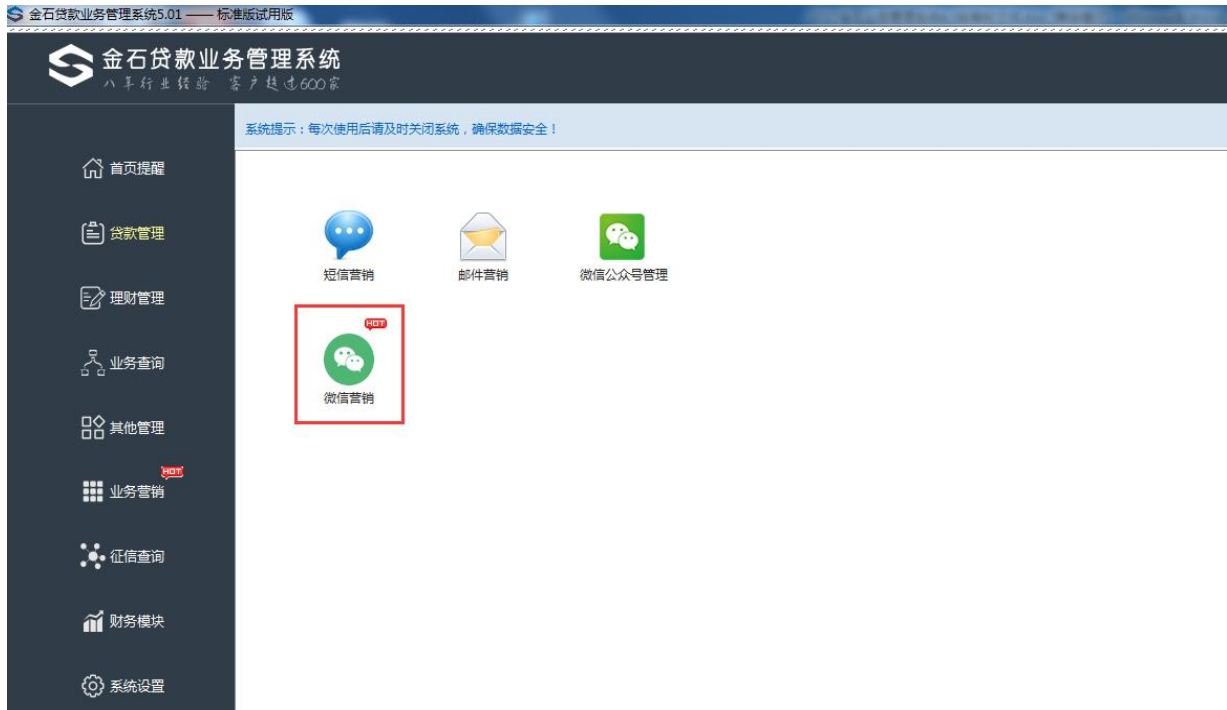 金石贷款业务管理系统5.01 —— 标准版试用版
金石贷款业务管理系统
八年行业经验 客户超过600家
系统提示：每次使用后请及时关闭系统，确保数据安全！
首页提醒
贷款管理
理财管理
业务查询
其他管理
HOT
业务营销
征信查询
财务模块
系统设置
短信营销
邮件营销
微信公众号管理
HOT
微信营销